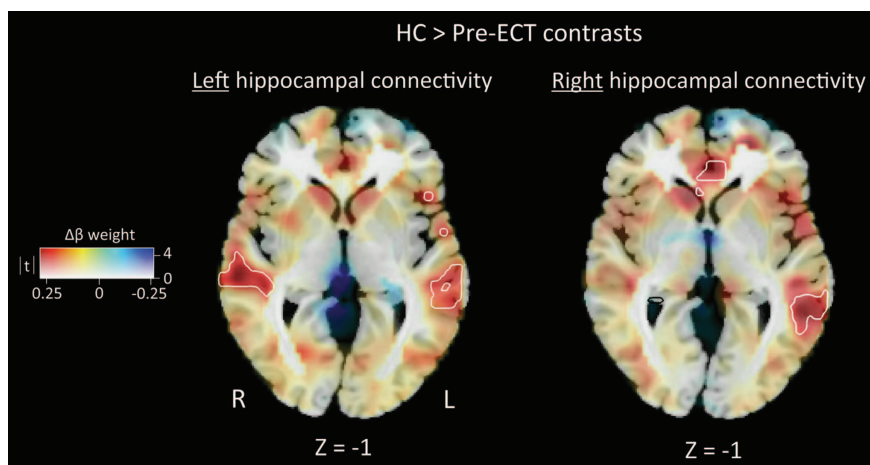 HC > Pre-ECT contrasts
Left hippocampal connectivity
Right hippocampal connectivity
Δβ weight
|t|
4
0
0.25 0 -0.25
R L
Z = -1 Z = -1